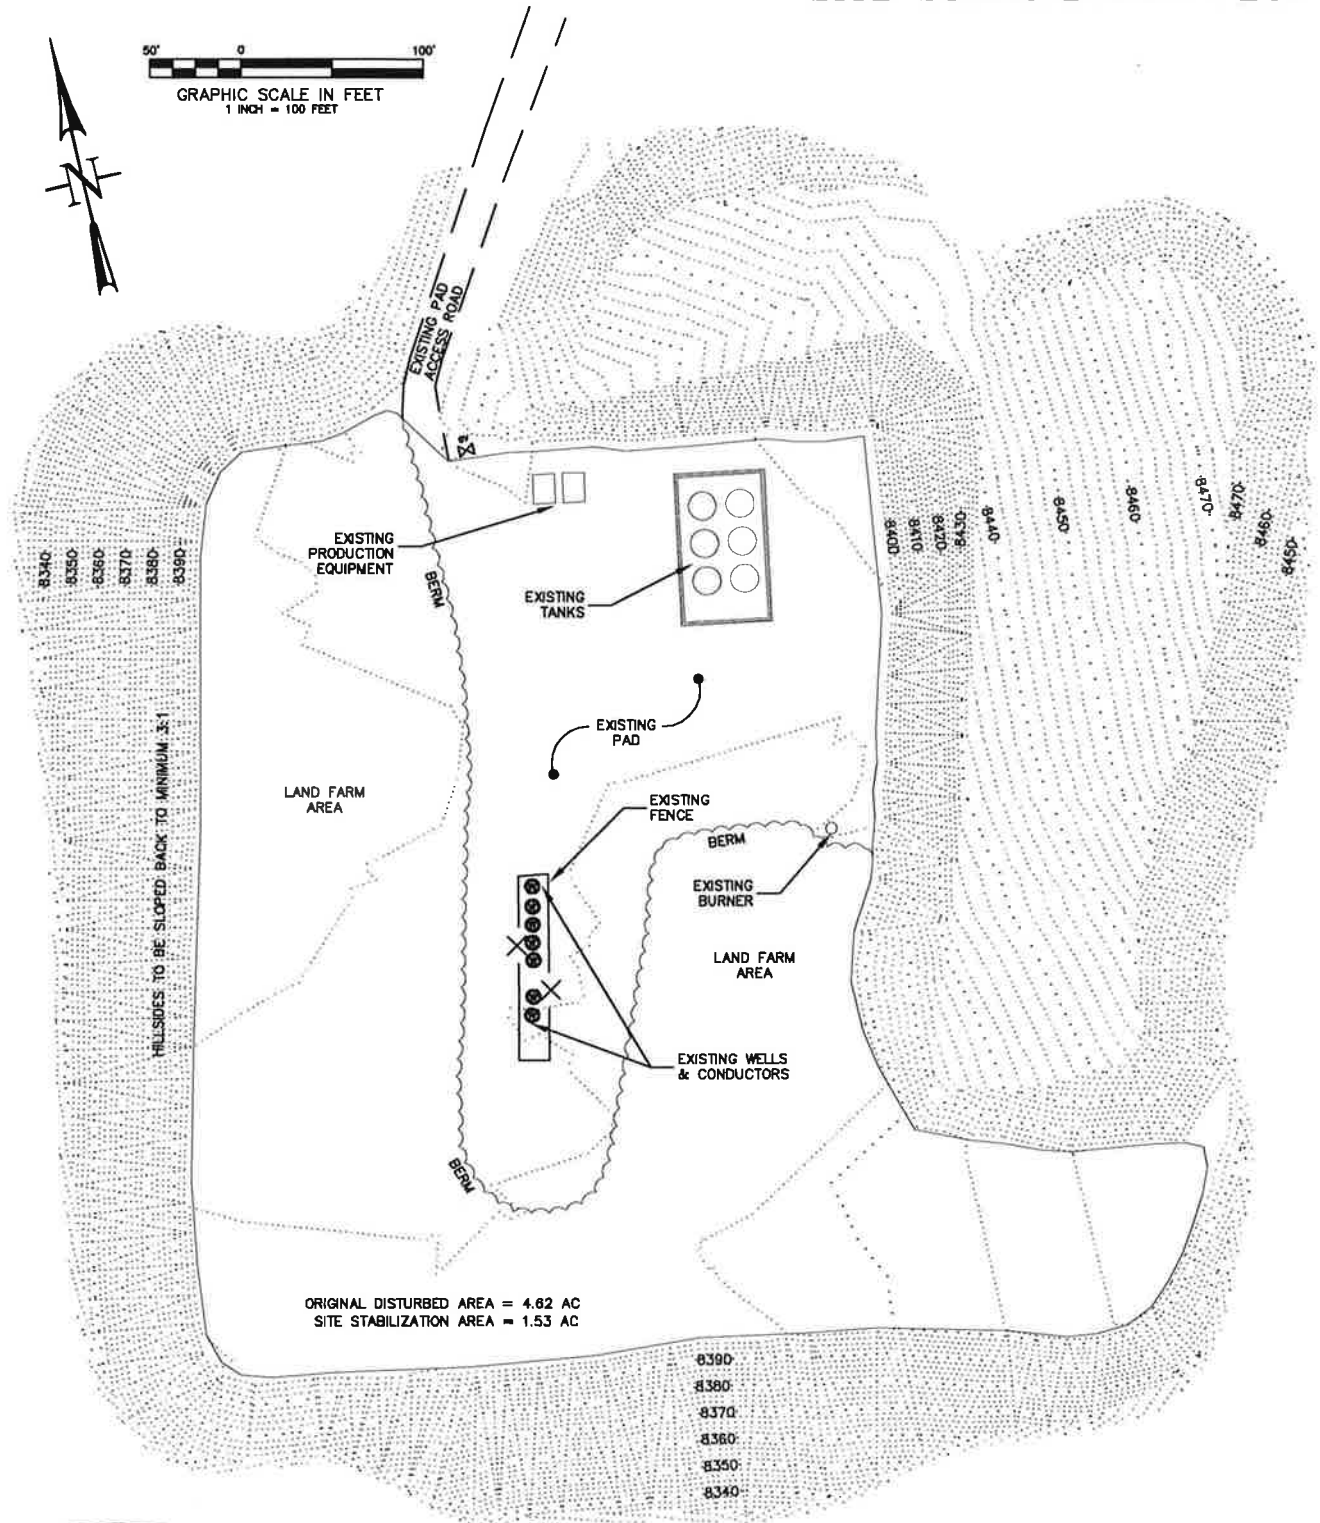 50' 0 100'
GRAPHIC SCALE IN FEET
1 INCH = 100 FEET
N
EXISTING PAD
ACCESS ROAD
EXISTING
PRODUCTION
EQUIPMENT
BERM
EXISTING
TANKS
8340 8350 8360 8370 8380 8390
8400 8410 8420 8430 8440 8450 8460 8470 8470 8460 8450
EXISTING
PAD
HILLSIDES TO BE SLOPED BACK TO MINIMUM 3:1
LAND FARM
AREA
EXISTING
FENCE
BERM
EXISTING
BURNER
LAND FARM
AREA
EXISTING WELLS
& CONDUCTORS
BERM
ORIGINAL DISTURBED AREA = 4.62 AC
SITE STABILIZATION AREA = 1.53 AC
8390
8380
8370
8360
8350
8340